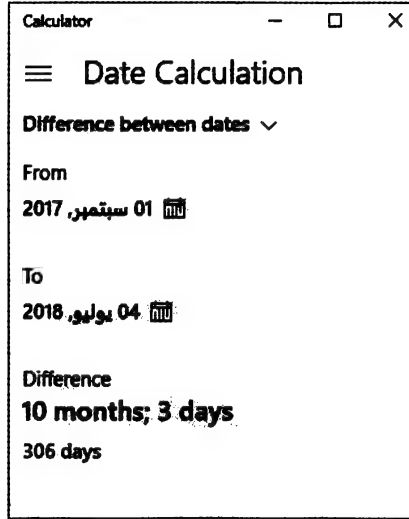 Calculator
Date Calculation
Difference between dates
From
01 سبتمبر, 2017
To
04 يوليو, 2018
Difference
10 months; 3 days
306 days